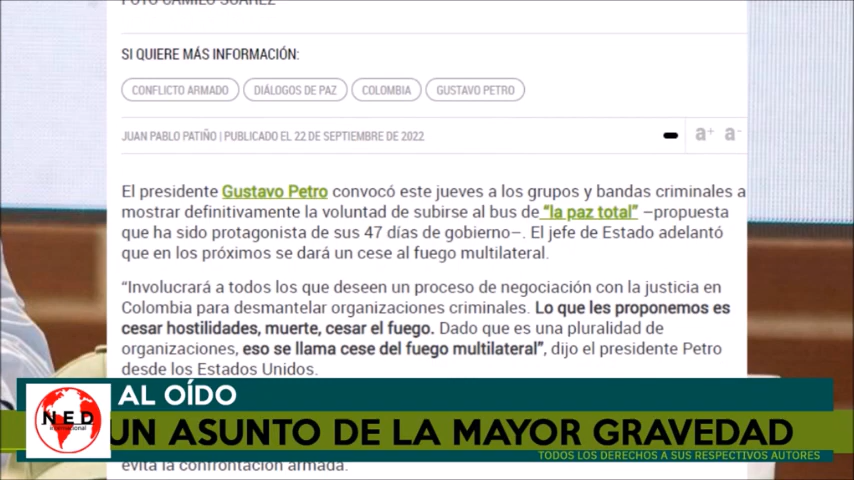 FOTO CAMILO SUÁREZ
SI QUIERE MÁS INFORMACIÓN:
CONFLICTO ARMADO DIÁLOGOS DE PAZ COLOMBIA GUSTAVO PETRO
JUAN PABLO PATIÑO | PUBLICADO EL 22 DE SEPTIEMBRE DE 2022
a+ a-
El presidente Gustavo Petro convocó este jueves a los grupos y bandas criminales a
mostrar definitivamente la voluntad de subirse al bus de “la paz total” –propuesta
que ha sido protagonista de sus 47 días de gobierno–. El jefe de Estado adelantó
que en los próximos se dará un cese al fuego multilateral.
“Involucrará a todos los que deseen un proceso de negociación con la justicia en
Colombia para desmantelar organizaciones criminales. Lo que les proponemos es
cesar hostilidades, muerte, cesar el fuego. Dado que es una pluralidad de
organizaciones, eso se llama cese del fuego multilateral”, dijo el presidente Petro
desde los Estados Unidos.
AL OÍDO
NED
International
UN ASUNTO DE LA MAYOR GRAVEDAD
TODOS LOS DERECHOS A SUS RESPECTIVOS AUTORES
evita la confrontación armada.